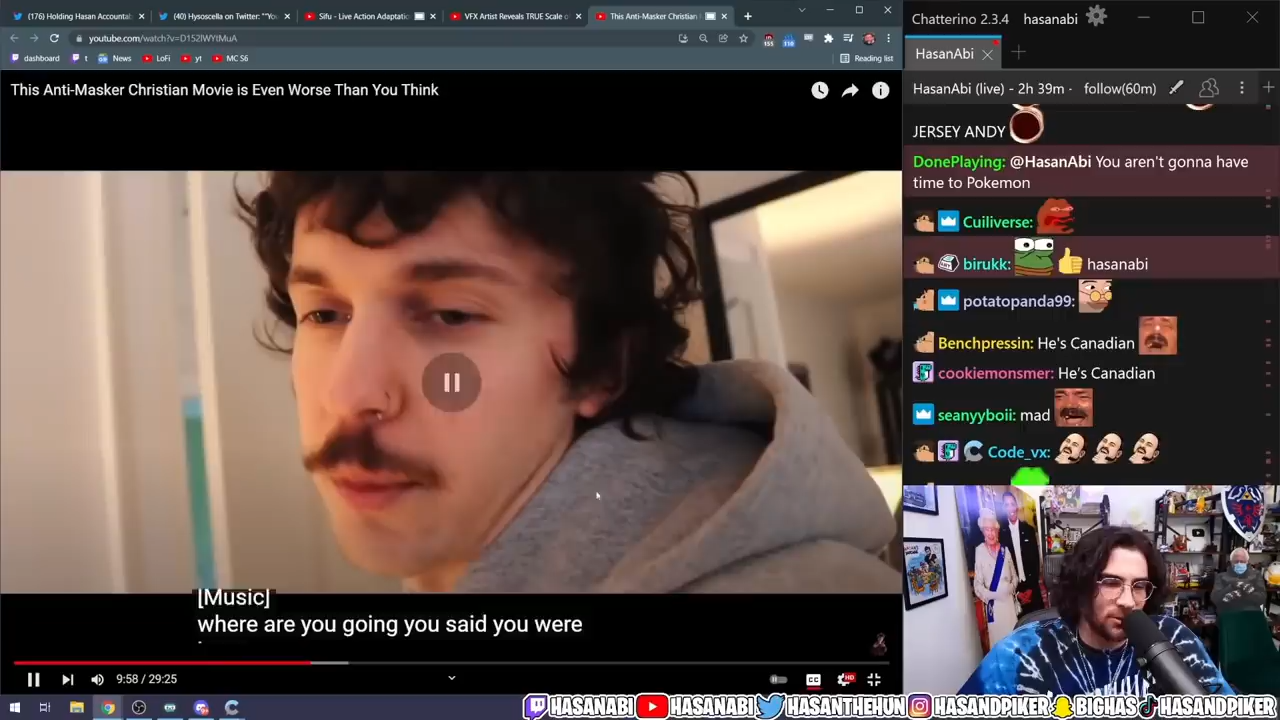 (176) Holding Hasan Accountab
(40) Hysoscella on Twitter: "Yo
Sifu - Live Action Adaptatio
VFX Artist Reveals TRUE Scale o
This Anti-Masker Christian M
youtube.com/watch?v=D152lWYtMuA
dashboard
t
News
LoFi
yt
MC S6
Reading list
This Anti-Masker Christian Movie is Even Worse Than You Think
[Music]
where are you going you said you were
9:58 / 29:25
HD
Chatterino 2.3.4 hasanabi
HasanAbi
HasanAbi (live) - 2h 39m - follow(60m)
JERSEY ANDY
DonePlaying: @HasanAbi You aren't gonna have
time to Pokemon
Cuiliverse:
birukk: hasanabi
potatopanda99:
Benchpressin: He's Canadian
cookiemonsmer: He's Canadian
seanyyboii: mad
Code_vx:
HASANABI HASANABI HASANTHEHUN HASANDPIKER BIGHAS HASANDPIKER